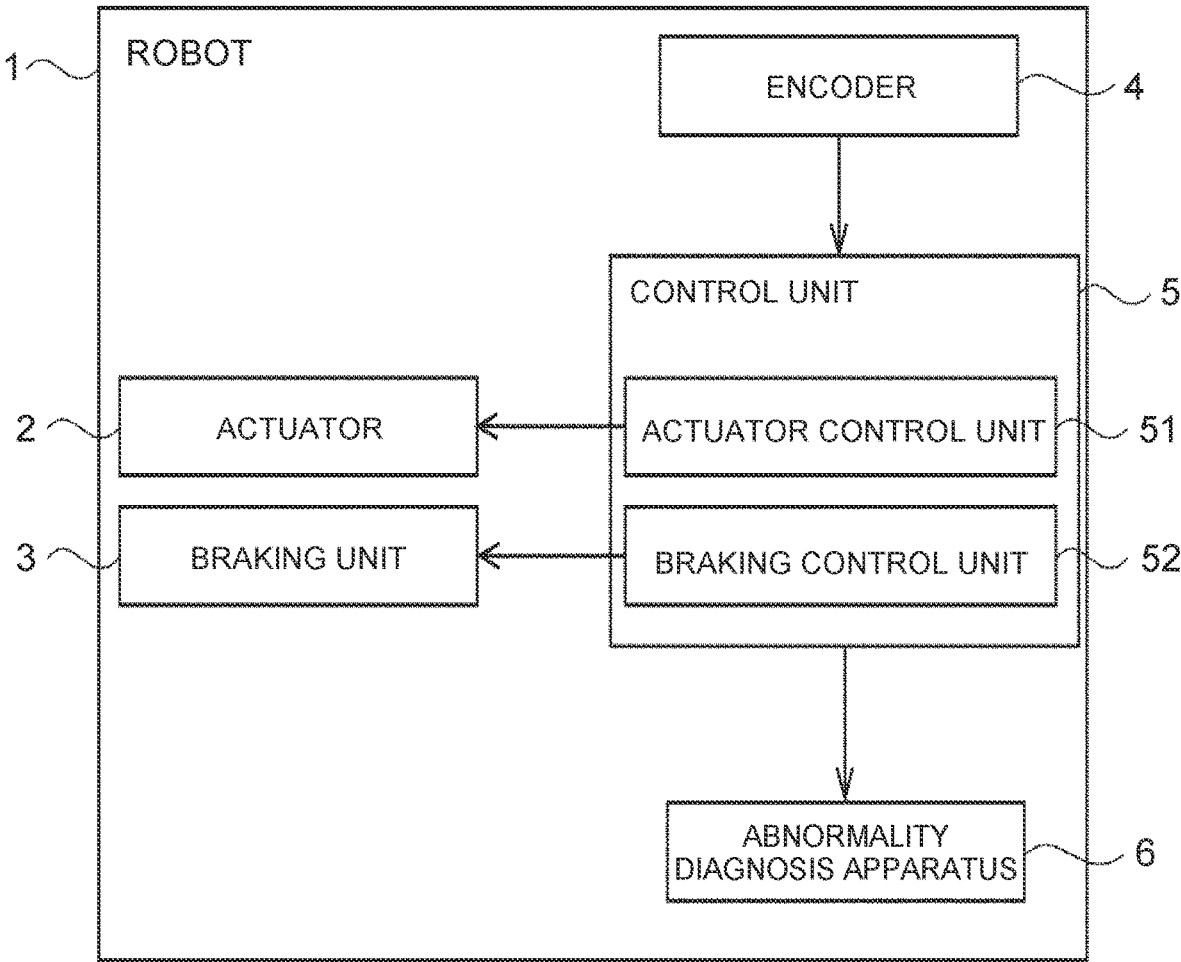 1
ROBOT
ENCODER
4
CONTROL UNIT
5
2
ACTUATOR
ACTUATOR CONTROL UNIT
51
3
BRAKING UNIT
BRAKING CONTROL UNIT
52
ABNORMALITY
DIAGNOSIS APPARATUS
6